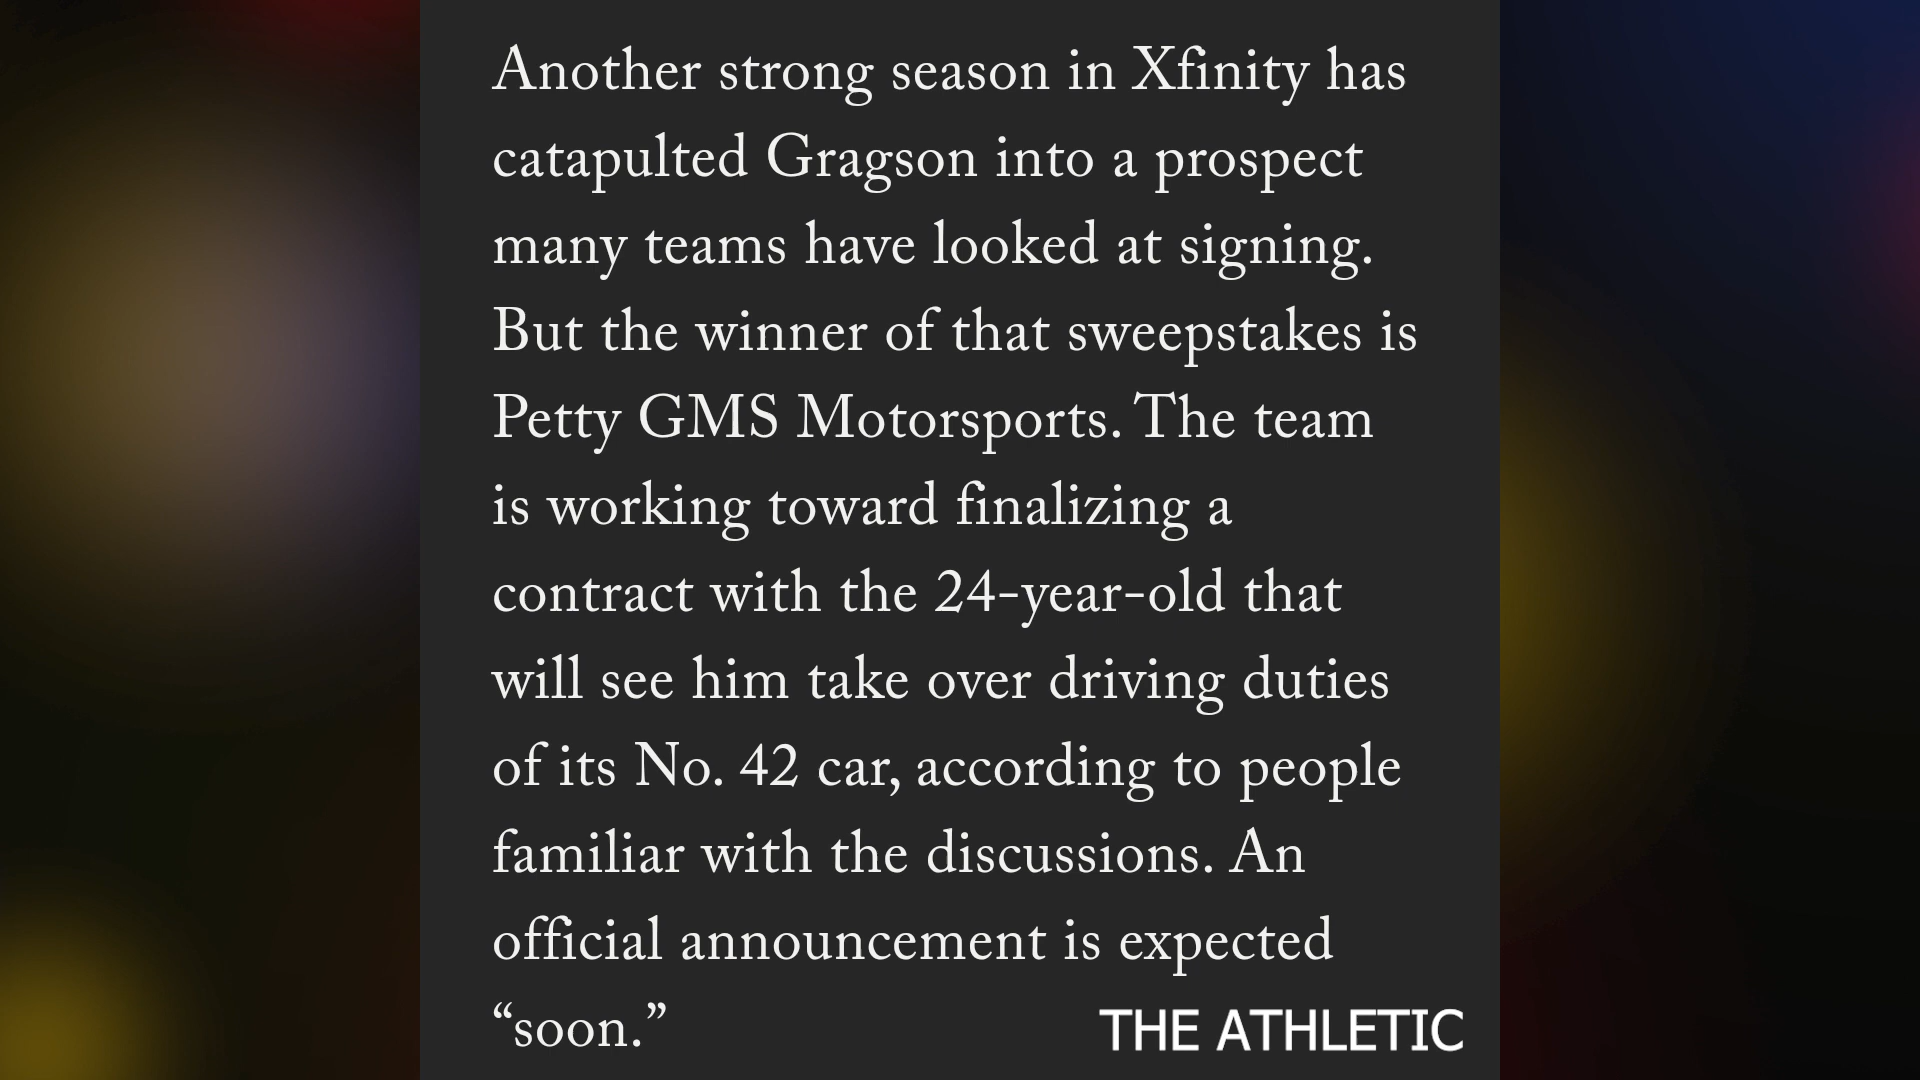 Another strong season in Xfinity has
catapulted Gragson into a prospect
many teams have looked at signing.
But the winner of that sweepstakes is
Petty GMS Motorsports. The team
is working toward finalizing a
contract with the 24-year-old that
will see him take over driving duties
of its No. 42 car, according to people
familiar with the discussions. An
official announcement is expected
“soon.”
THE ATHLETIC